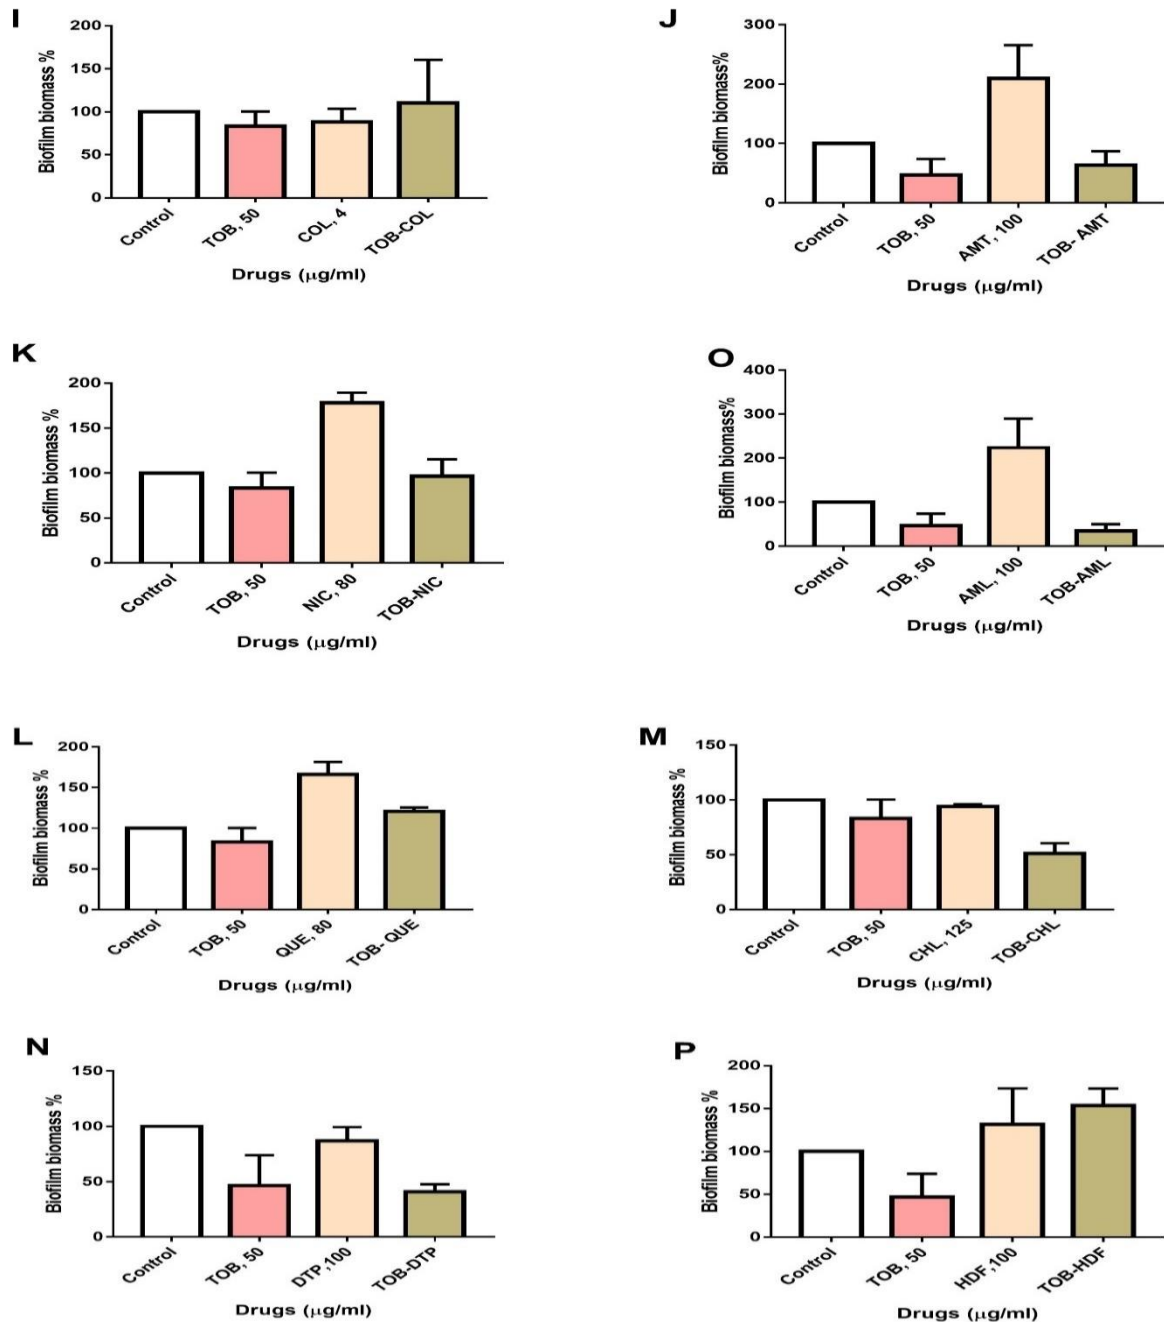 I
Biofilm biomass %
200
150
100
50
0
Control
TOB, 50
COL, 4
TOB-COL
Drugs (μg/ml)
J
Biofilm biomass%
300
200
100
0
Control
TOB, 50
AMT, 100
TOB- AMT
Drugs (μg/ml)
K
Biofilm biomass %
200
150
100
50
0
Control
TOB, 50
NIC, 80
TOB-NIC
Drugs (μg/ml)
O
Biofilm biomass%
400
300
200
100
0
Control
TOB, 50
AML, 100
TOB-AML
Drugs (μg/ml)
L
Biofilm biomass %
200
150
100
50
0
Control
TOB, 50
QUE, 80
TOB- QUE
Drugs (μg/ml)
M
Biofilm biomass %
150
100
50
0
Control
TOB, 50
CHL, 125
TOB-CHL
Drugs (μg/ml)
N
Biofilm biomass %
150
100
50
0
Control
TOB, 50
DTP,100
TOB-DTP
Drugs (μg/ml)
P
Biofilm biomass %
200
150
100
50
0
Control
TOB, 50
HDF,100
TOB-HDF
Drugs (μg/ml)